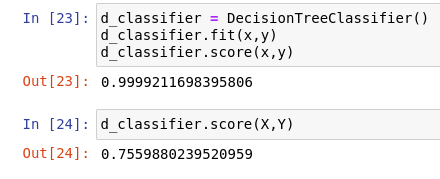 In [23]: d_classifier = DecisionTreeClassifier()
d_classifier.fit(x,y)
d_classifier.score(x,y)
Out[23]: 0.9999211698395806
In [24]: d_classifier.score(X,Y)
Out[24]: 0.7559880239520959